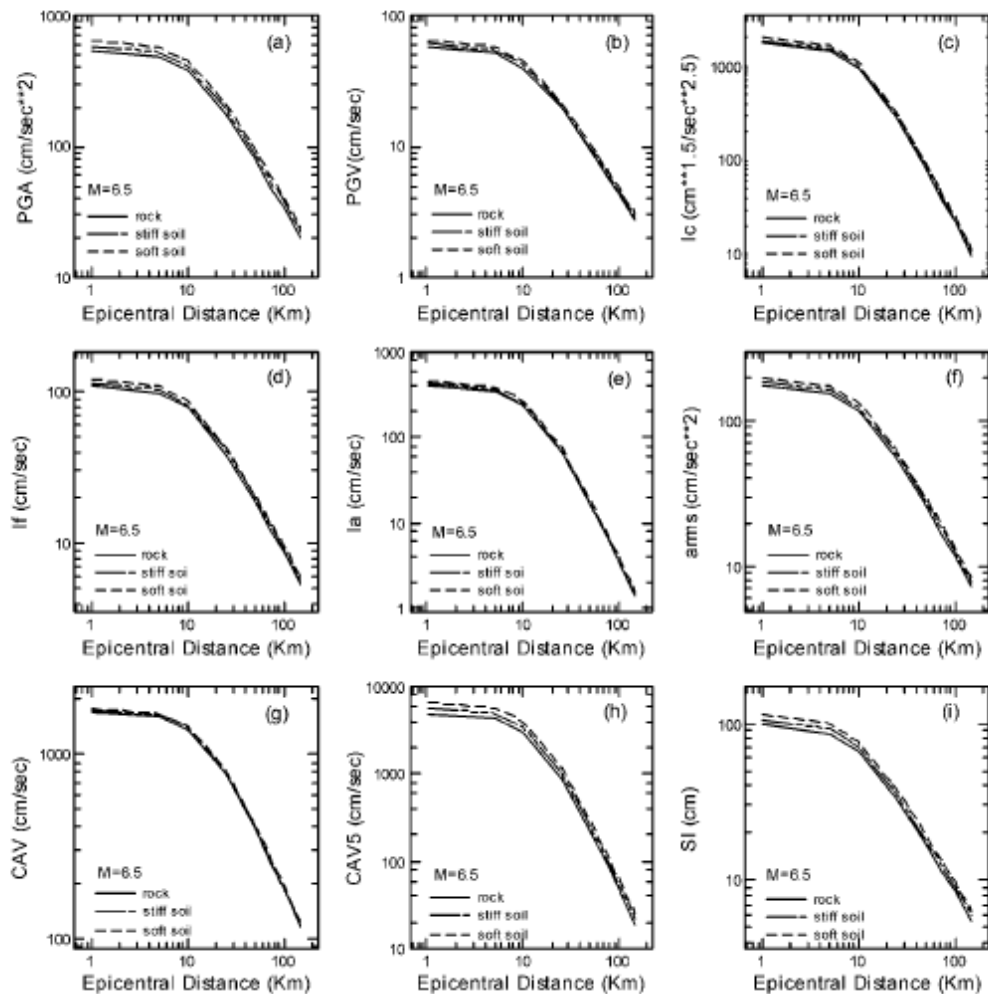 (a)
PGA (cm/sec**2)
100
10
M=6.5
rock
stiff soil
soft soil
1 10 100
Epicentral Distance (Km)
(b)
PGV(cm/sec)
100
10
1
M=6.5
rock
stiff soil
soft soil
1 10 100
Epicentral Distance (Km)
(c)
Ic (cm**1.5/sec**2.5)
1000
100
10
M=6.5
rock
stiff soil
soft soil
1 10 100
Epicentral Distance (Km)
(d)
If (cm/sec)
100
10
M=6.5
rock
stiff soi
soft soi
1 10 100
Epicentral Distance (Km)
(e)
Ia (cm/sec)
1000
100
10
1
M=6.5
rock
stiff soil
soft soil
1 10 100
Epicentral Distance (Km)
(f)
arms (cm/sec**2)
100
10
M=6.5
rock
stiff soil
soft soil
1 10 100
Epicentral Distance (Km)
(g)
CAV (cm/sec)
1000
100
M=6.5
rock
stiff soil
soft soil
1 10 100
Epicentral Distance (Km)
(h)
CAV5 (cm/sec)
10000
1000
100
10
M=6.5
rock
stiff soil
soft soil
1 10 100
Epicentral Distance (Km)
(i)
SI (cm)
100
10
M=6.5
rock
stiff soil
soft soil
1 10 100
Epicentral Distance (Km)